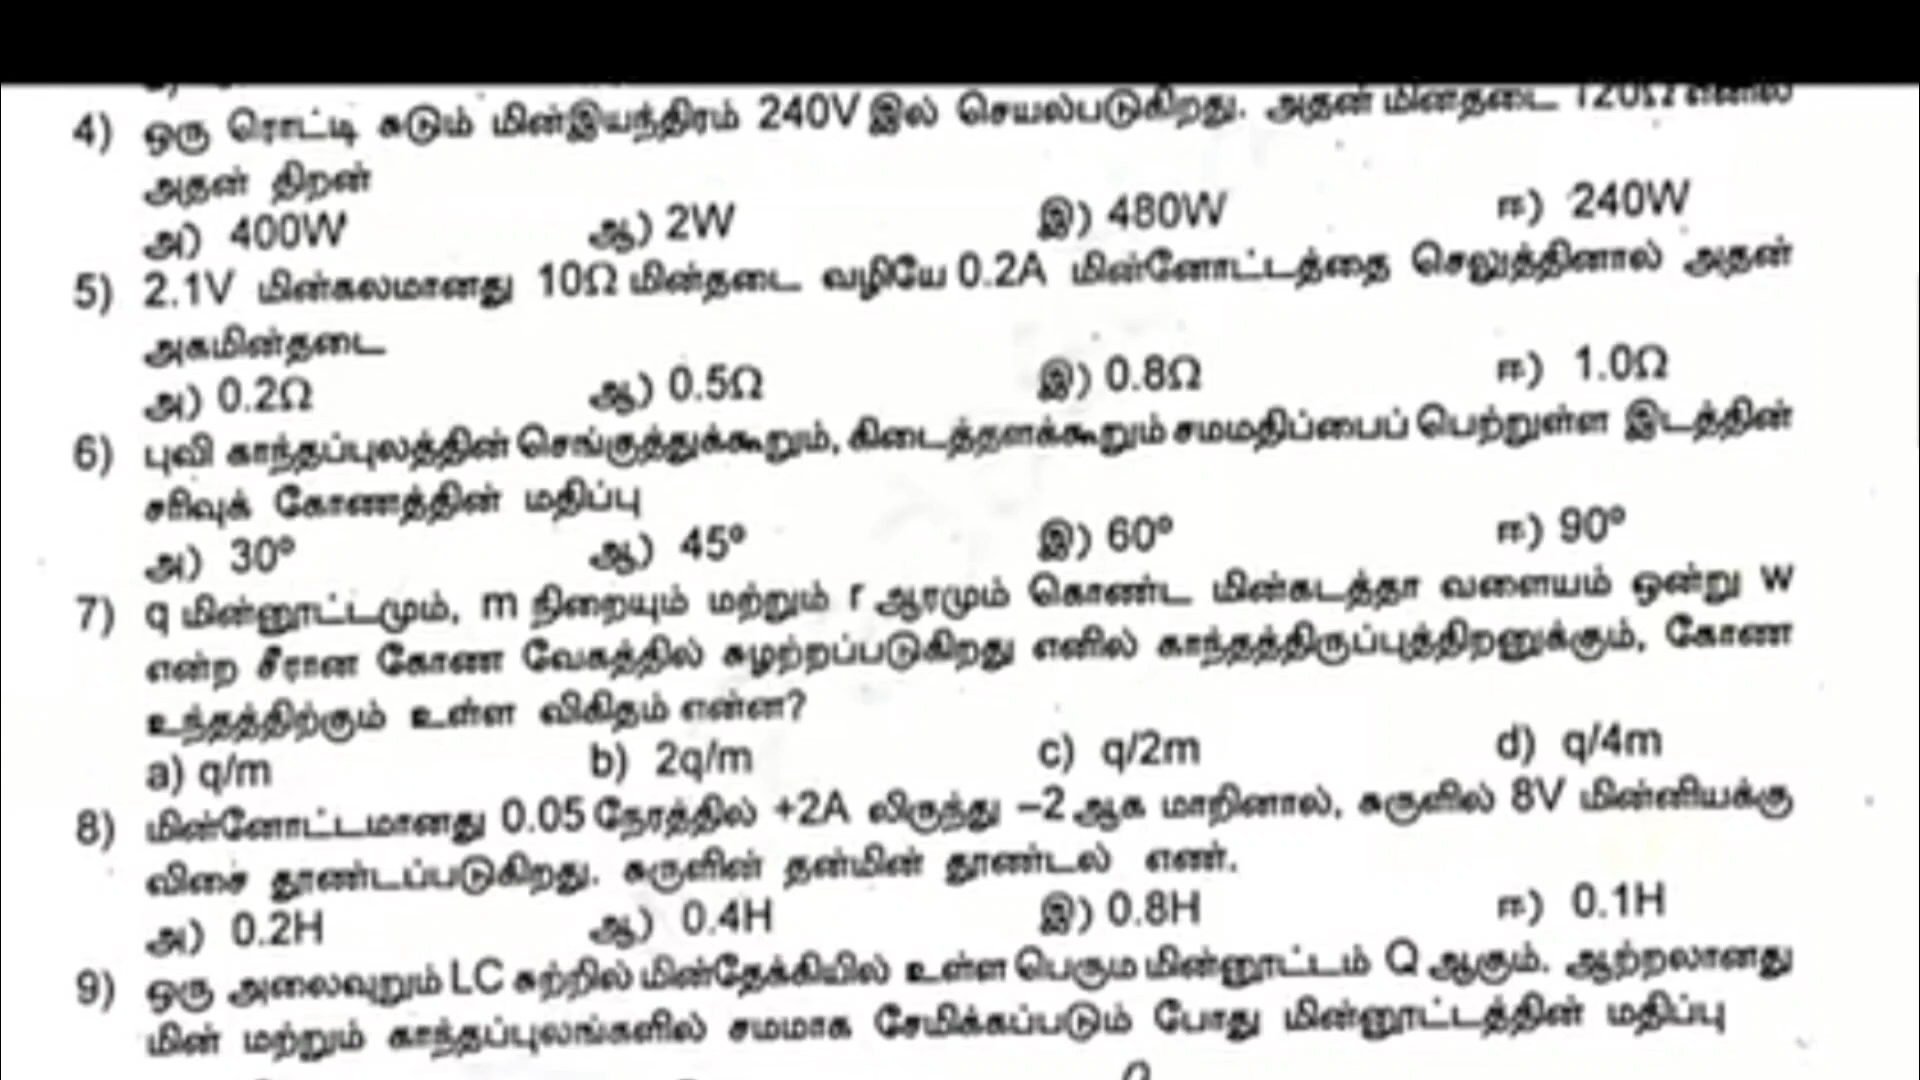 4) ஒரு ரொட்டி சுடும் மின்இயந்திரம் 240V இல் செயல்படுகிறது. அதன் மின்தடை 120Ω எனில்
அதன் திறன்
அ) 400W ஆ) 2W இ) 480W ஈ) 240W
5) 2.1V மின்கலமானது 10Ω மின்தடை வழியே 0.2A மின்னோட்டத்தை செலுத்தினால் அதன்
அகமின்தடை
அ) 0.2Ω ஆ) 0.5Ω இ) 0.8Ω ஈ) 1.0Ω
6) புவி காந்தப்புலத்தின் செங்குத்துக்கூறும், கிடைத்தளக்கூறும் சமமதிப்பைப் பெற்றுள்ள இடத்தின்
சரிவுக் கோணத்தின் மதிப்பு
அ) 30° ஆ) 45° இ) 60° ஈ) 90°
7) q மின்னூட்டமும், m நிறையும் மற்றும் r ஆரமும் கொண்ட மின்கடத்தா வளையம் ஒன்று w
என்ற சீரான கோண வேகத்தில் சுழற்றப்படுகிறது எனில் காந்தத்திருப்புத்திறனுக்கும், கோண
உந்தத்திற்கும் உள்ள விகிதம் என்ன?
a) q/m b) 2q/m c) q/2m d) q/4m
8) மின்னோட்டமானது 0.05 நேரத்தில் +2A லிருந்து –2 ஆக மாறினால், சுருளில் 8V மின்னியக்கு
விசை தூண்டப்படுகிறது. சுருளின் தன்மின் தூண்டல் எண்.
அ) 0.2H ஆ) 0.4H இ) 0.8H ஈ) 0.1H
9) ஒரு அலைவுறும் LC சுற்றில் மின்தேக்கியில் உள்ள பெரும மின்னூட்டம் Q ஆகும். ஆற்றலானது
மின் மற்றும் காந்தப்புலங்களில் சமமாக சேமிக்கப்படும் போது மின்னூட்டத்தின் மதிப்பு